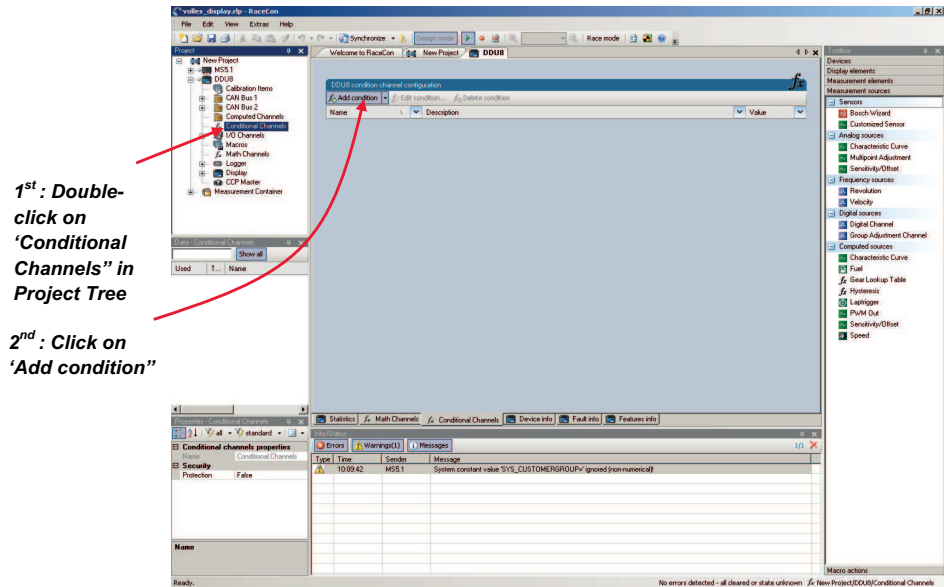 volles_display.rlp - RaceCon
File Edit View Extras Help
Synchronize Design mode Race mode
Project
New Project
MS5.1
DDU8
Calibration Items
CAN Bus 1
CAN Bus 2
Computed Channels
Conditional Channels
I/O Channels
Macros
Math Channels
Logger
Display
CCP Master
Measurement Container
1st : Double-
click on
‘Conditional
Channels” in
Project Tree
2nd : Click on
‘Add condition”
Data - Conditional Channels
Show all
Used T... Name
Properties - Conditional Channels
all standard
Conditional channels properties
Name Conditional Channels
Security
Protection False
Name
Ready.
Welcome to RaceCon New Project DDU8
DDU8 condition channel configuration
fx
Add condition Edit condition... Delete condition
Name Description Value
Statistics Math Channels Conditional Channels Device info Fault info Features info
Info/Status
Errors Warnings(1) Messages 1/1
Type Time Sender Message
10:09:42 MS5.1 System constant value 'SYS_CUSTOMERGROUP=' ignored (non-numerical)!
Toolbox
Devices
Display elements
Measurement elements
Measurement sources
Sensors
Bosch Wizard
Customized Sensor
Analog sources
Characteristic Curve
Multipoint Adjustment
Sensitivity/Offset
Frequency sources
Revolution
Velocity
Digital sources
Digital Channel
Group Adjustment Channel
Computed sources
Characteristic Curve
Fuel
Gear Lookup Table
Hysteresis
Laptrigger
PWM Out
Sensitivity/Offset
Speed
Macro actions
No errors detected - all cleared or state unknown fx New Project/DDU8/Conditional Channels